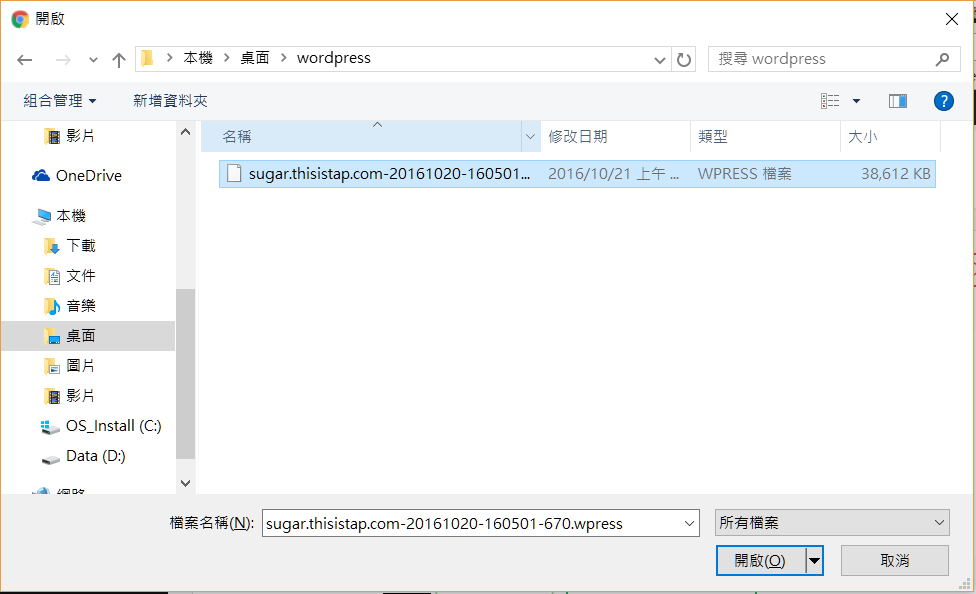 開啟
本機 桌面 wordpress
搜尋 wordpress
組合管理 新增資料夾
影片
OneDrive
本機
下載
文件
音樂
桌面
圖片
影片
OS_Install (C:)
Data (D:)
網路
名稱 修改日期 類型 大小
sugar.thisistap.com-20161020-160501... 2016/10/21 上午 ... WPRESS 檔案 38,612 KB
檔案名稱(N): sugar.thisistap.com-20161020-160501-670.wpress 所有檔案
開啟(O) 取消